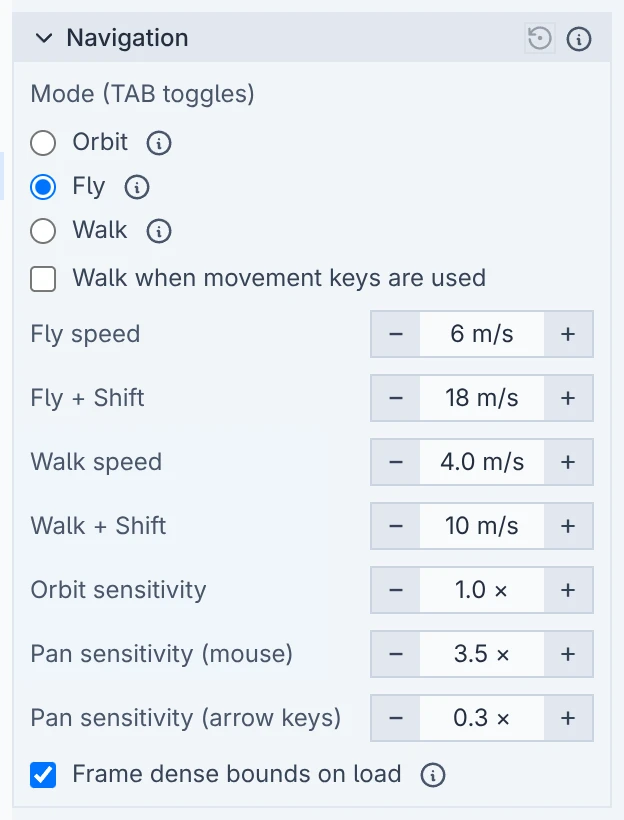 Navigation
Mode (TAB toggles)
Orbit
Fly
Walk
Walk when movement keys are used
Fly speed − 6 m/s +
Fly + Shift − 18 m/s +
Walk speed − 4.0 m/s +
Walk + Shift − 10 m/s +
Orbit sensitivity − 1.0 × +
Pan sensitivity (mouse) − 3.5 × +
Pan sensitivity (arrow keys) − 0.3 × +
Frame dense bounds on load